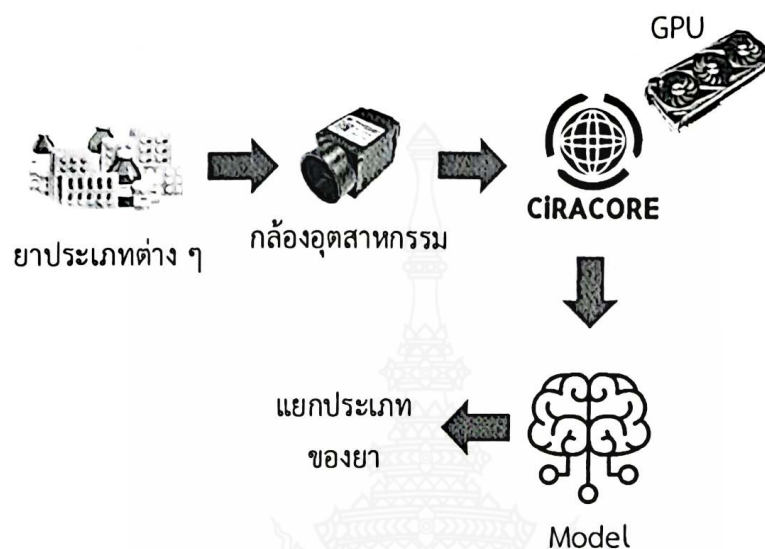 GPU
CiRACORE
ยาประเภทต่าง ๆ
กล้องอุตสาหกรรม
แยกประเภท
ของยา
Model